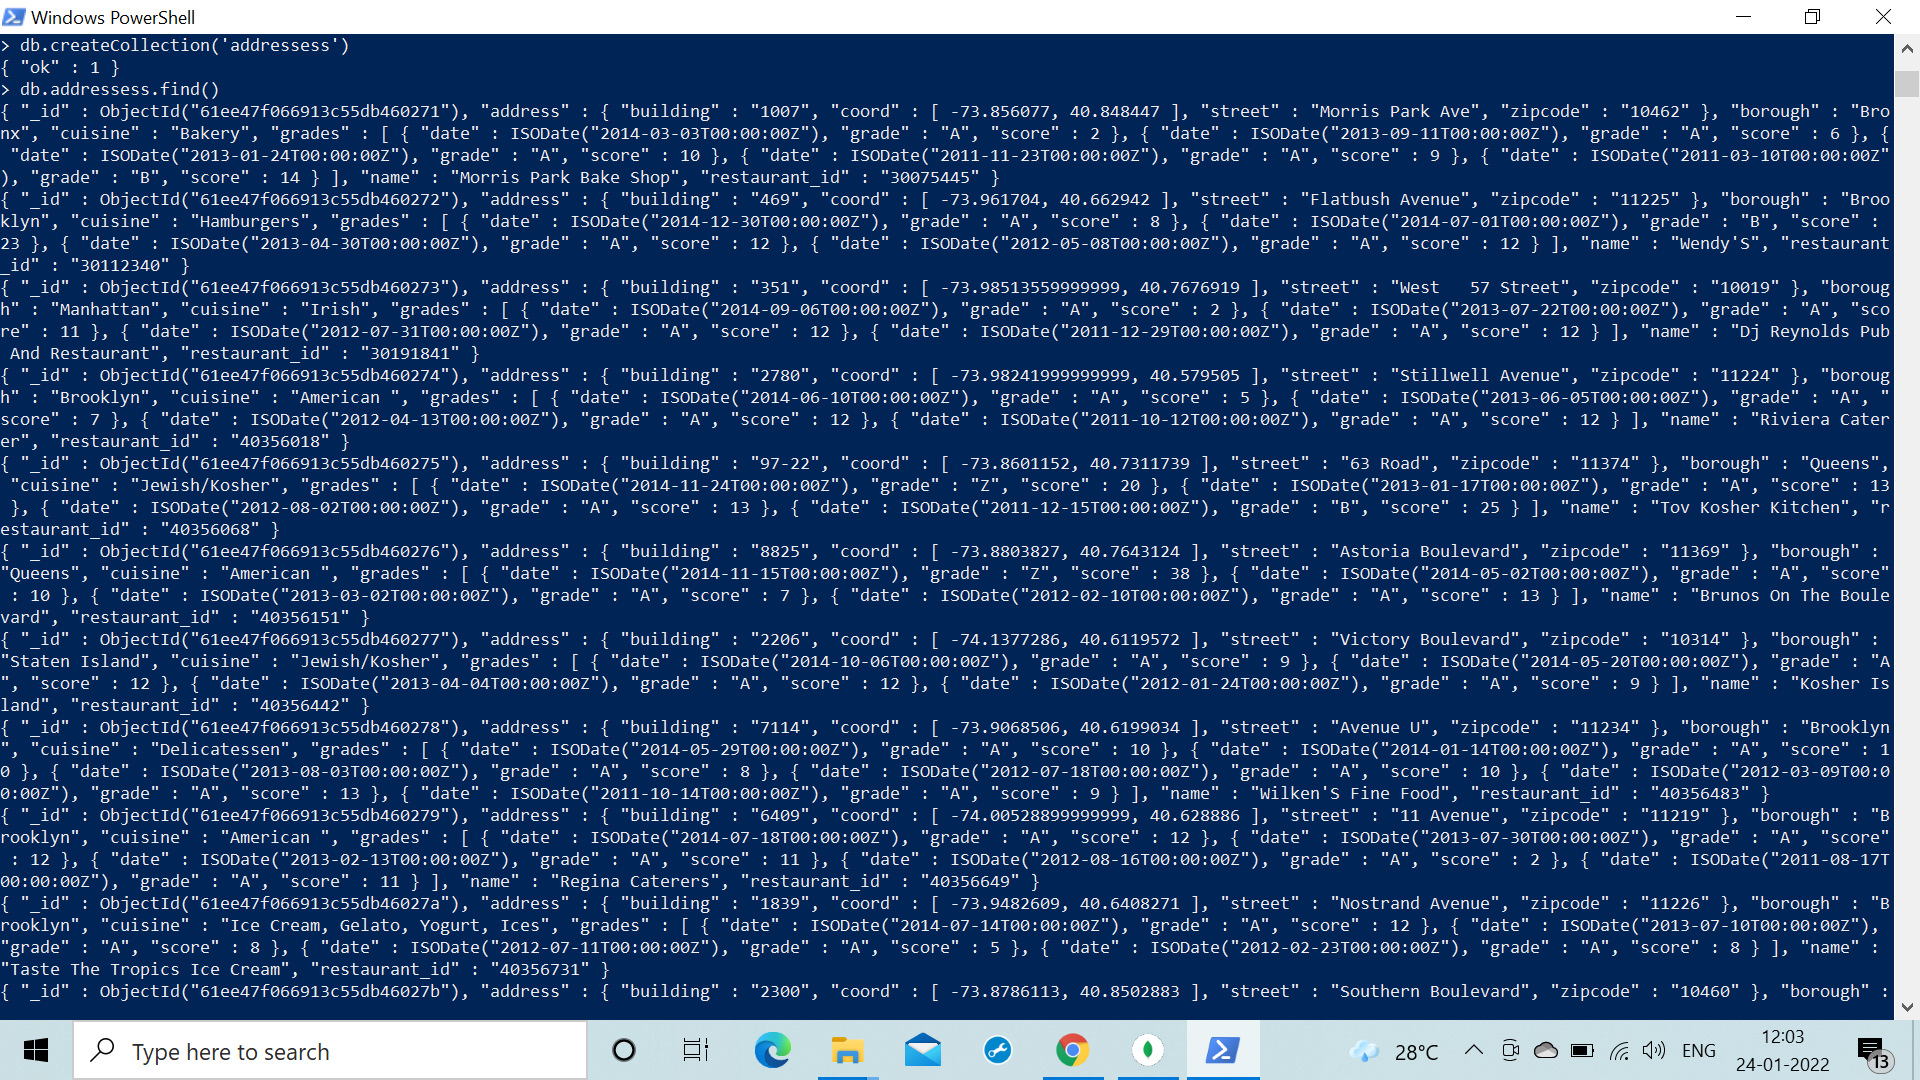 Windows PowerShell
> db.createCollection('addressess')
{ "ok" : 1 }
> db.addressess.find()
{ "_id" : ObjectId("61ee47f066913c55db460271"), "address" : { "building" : "1007", "coord" : [ -73.856077, 40.848447 ], "street" : "Morris Park Ave", "zipcode" : "10462" }, "borough" : "Bro
nx", "cuisine" : "Bakery", "grades" : [ { "date" : ISODate("2014-03-03T00:00:00Z"), "grade" : "A", "score" : 2 }, { "date" : ISODate("2013-09-11T00:00:00Z"), "grade" : "A", "score" : 6 }, {
 "date" : ISODate("2013-01-24T00:00:00Z"), "grade" : "A", "score" : 10 }, { "date" : ISODate("2011-11-23T00:00:00Z"), "grade" : "A", "score" : 9 }, { "date" : ISODate("2011-03-10T00:00:00Z"
), "grade" : "B", "score" : 14 } ], "name" : "Morris Park Bake Shop", "restaurant_id" : "30075445" }
{ "_id" : ObjectId("61ee47f066913c55db460272"), "address" : { "building" : "469", "coord" : [ -73.961704, 40.662942 ], "street" : "Flatbush Avenue", "zipcode" : "11225" }, "borough" : "Broo
klyn", "cuisine" : "Hamburgers", "grades" : [ { "date" : ISODate("2014-12-30T00:00:00Z"), "grade" : "A", "score" : 8 }, { "date" : ISODate("2014-07-01T00:00:00Z"), "grade" : "B", "score" :
23 }, { "date" : ISODate("2013-04-30T00:00:00Z"), "grade" : "A", "score" : 12 }, { "date" : ISODate("2012-05-08T00:00:00Z"), "grade" : "A", "score" : 12 } ], "name" : "Wendy'S", "restaurant
_id" : "30112340" }
{ "_id" : ObjectId("61ee47f066913c55db460273"), "address" : { "building" : "351", "coord" : [ -73.98513559999999, 40.7676919 ], "street" : "West   57 Street", "zipcode" : "10019" }, "boroug
h" : "Manhattan", "cuisine" : "Irish", "grades" : [ { "date" : ISODate("2014-09-06T00:00:00Z"), "grade" : "A", "score" : 2 }, { "date" : ISODate("2013-07-22T00:00:00Z"), "grade" : "A", "sco
re" : 11 }, { "date" : ISODate("2012-07-31T00:00:00Z"), "grade" : "A", "score" : 12 }, { "date" : ISODate("2011-12-29T00:00:00Z"), "grade" : "A", "score" : 12 } ], "name" : "Dj Reynolds Pub
 And Restaurant", "restaurant_id" : "30191841" }
{ "_id" : ObjectId("61ee47f066913c55db460274"), "address" : { "building" : "2780", "coord" : [ -73.98241999999999, 40.579505 ], "street" : "Stillwell Avenue", "zipcode" : "11224" }, "boroug
h" : "Brooklyn", "cuisine" : "American ", "grades" : [ { "date" : ISODate("2014-06-10T00:00:00Z"), "grade" : "A", "score" : 5 }, { "date" : ISODate("2013-06-05T00:00:00Z"), "grade" : "A", "
score" : 7 }, { "date" : ISODate("2012-04-13T00:00:00Z"), "grade" : "A", "score" : 12 }, { "date" : ISODate("2011-10-12T00:00:00Z"), "grade" : "A", "score" : 12 } ], "name" : "Riviera Cater
er", "restaurant_id" : "40356018" }
{ "_id" : ObjectId("61ee47f066913c55db460275"), "address" : { "building" : "97-22", "coord" : [ -73.8601152, 40.7311739 ], "street" : "63 Road", "zipcode" : "11374" }, "borough" : "Queens",
 "cuisine" : "Jewish/Kosher", "grades" : [ { "date" : ISODate("2014-11-24T00:00:00Z"), "grade" : "Z", "score" : 20 }, { "date" : ISODate("2013-01-17T00:00:00Z"), "grade" : "A", "score" : 13
 }, { "date" : ISODate("2012-08-02T00:00:00Z"), "grade" : "A", "score" : 13 }, { "date" : ISODate("2011-12-15T00:00:00Z"), "grade" : "B", "score" : 25 } ], "name" : "Tov Kosher Kitchen", "r
estaurant_id" : "40356068" }
{ "_id" : ObjectId("61ee47f066913c55db460276"), "address" : { "building" : "8825", "coord" : [ -73.8803827, 40.7643124 ], "street" : "Astoria Boulevard", "zipcode" : "11369" }, "borough" :
"Queens", "cuisine" : "American ", "grades" : [ { "date" : ISODate("2014-11-15T00:00:00Z"), "grade" : "Z", "score" : 38 }, { "date" : ISODate("2014-05-02T00:00:00Z"), "grade" : "A", "score"
 : 10 }, { "date" : ISODate("2013-03-02T00:00:00Z"), "grade" : "A", "score" : 7 }, { "date" : ISODate("2012-02-10T00:00:00Z"), "grade" : "A", "score" : 13 } ], "name" : "Brunos On The Boule
vard", "restaurant_id" : "40356151" }
{ "_id" : ObjectId("61ee47f066913c55db460277"), "address" : { "building" : "2206", "coord" : [ -74.1377286, 40.6119572 ], "street" : "Victory Boulevard", "zipcode" : "10314" }, "borough" :
"Staten Island", "cuisine" : "Jewish/Kosher", "grades" : [ { "date" : ISODate("2014-10-06T00:00:00Z"), "grade" : "A", "score" : 9 }, { "date" : ISODate("2014-05-20T00:00:00Z"), "grade" : "A
", "score" : 12 }, { "date" : ISODate("2013-04-04T00:00:00Z"), "grade" : "A", "score" : 12 }, { "date" : ISODate("2012-01-24T00:00:00Z"), "grade" : "A", "score" : 9 } ], "name" : "Kosher Is
land", "restaurant_id" : "40356442" }
{ "_id" : ObjectId("61ee47f066913c55db460278"), "address" : { "building" : "7114", "coord" : [ -73.9068506, 40.6199034 ], "street" : "Avenue U", "zipcode" : "11234" }, "borough" : "Brooklyn
", "cuisine" : "Delicatessen", "grades" : [ { "date" : ISODate("2014-05-29T00:00:00Z"), "grade" : "A", "score" : 10 }, { "date" : ISODate("2014-01-14T00:00:00Z"), "grade" : "A", "score" : 1
0 }, { "date" : ISODate("2013-08-03T00:00:00Z"), "grade" : "A", "score" : 8 }, { "date" : ISODate("2012-07-18T00:00:00Z"), "grade" : "A", "score" : 10 }, { "date" : ISODate("2012-03-09T00:0
0:00Z"), "grade" : "A", "score" : 13 }, { "date" : ISODate("2011-10-14T00:00:00Z"), "grade" : "A", "score" : 9 } ], "name" : "Wilken'S Fine Food", "restaurant_id" : "40356483" }
{ "_id" : ObjectId("61ee47f066913c55db460279"), "address" : { "building" : "6409", "coord" : [ -74.00528899999999, 40.628886 ], "street" : "11 Avenue", "zipcode" : "11219" }, "borough" : "B
rooklyn", "cuisine" : "American ", "grades" : [ { "date" : ISODate("2014-07-18T00:00:00Z"), "grade" : "A", "score" : 12 }, { "date" : ISODate("2013-07-30T00:00:00Z"), "grade" : "A", "score"
 : 12 }, { "date" : ISODate("2013-02-13T00:00:00Z"), "grade" : "A", "score" : 11 }, { "date" : ISODate("2012-08-16T00:00:00Z"), "grade" : "A", "score" : 2 }, { "date" : ISODate("2011-08-17T
00:00:00Z"), "grade" : "A", "score" : 11 } ], "name" : "Regina Caterers", "restaurant_id" : "40356649" }
{ "_id" : ObjectId("61ee47f066913c55db46027a"), "address" : { "building" : "1839", "coord" : [ -73.9482609, 40.6408271 ], "street" : "Nostrand Avenue", "zipcode" : "11226" }, "borough" : "B
rooklyn", "cuisine" : "Ice Cream, Gelato, Yogurt, Ices", "grades" : [ { "date" : ISODate("2014-07-14T00:00:00Z"), "grade" : "A", "score" : 12 }, { "date" : ISODate("2013-07-10T00:00:00Z"),
"grade" : "A", "score" : 8 }, { "date" : ISODate("2012-07-11T00:00:00Z"), "grade" : "A", "score" : 5 }, { "date" : ISODate("2012-02-23T00:00:00Z"), "grade" : "A", "score" : 8 } ], "name" :
"Taste The Tropics Ice Cream", "restaurant_id" : "40356731" }
{ "_id" : ObjectId("61ee47f066913c55db46027b"), "address" : { "building" : "2300", "coord" : [ -73.8786113, 40.8502883 ], "street" : "Southern Boulevard", "zipcode" : "10460" }, "borough" :
Type here to search
28°C
ENG
12:03
24-01-2022
13